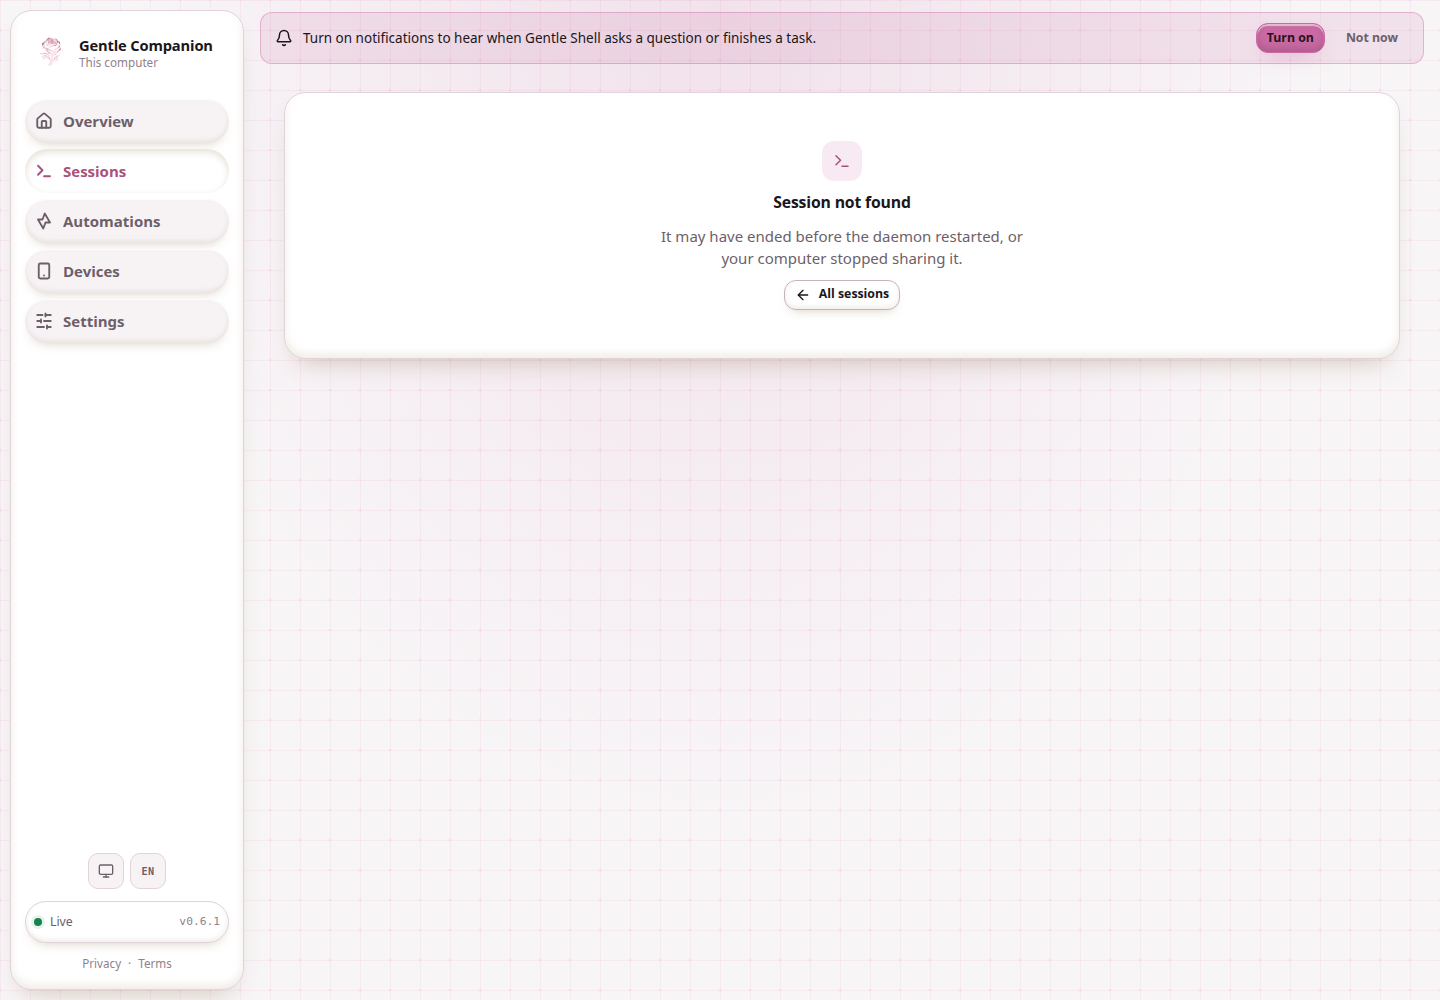 Gentle Companion
This computer
Overview
Sessions
Automations
Devices
Settings
EN
Live
v0.6.1
Privacy · Terms
Turn on notifications to hear when Gentle Shell asks a question or finishes a task.
Turn on
Not now
Session not found
It may have ended before the daemon restarted, or
your computer stopped sharing it.
All sessions